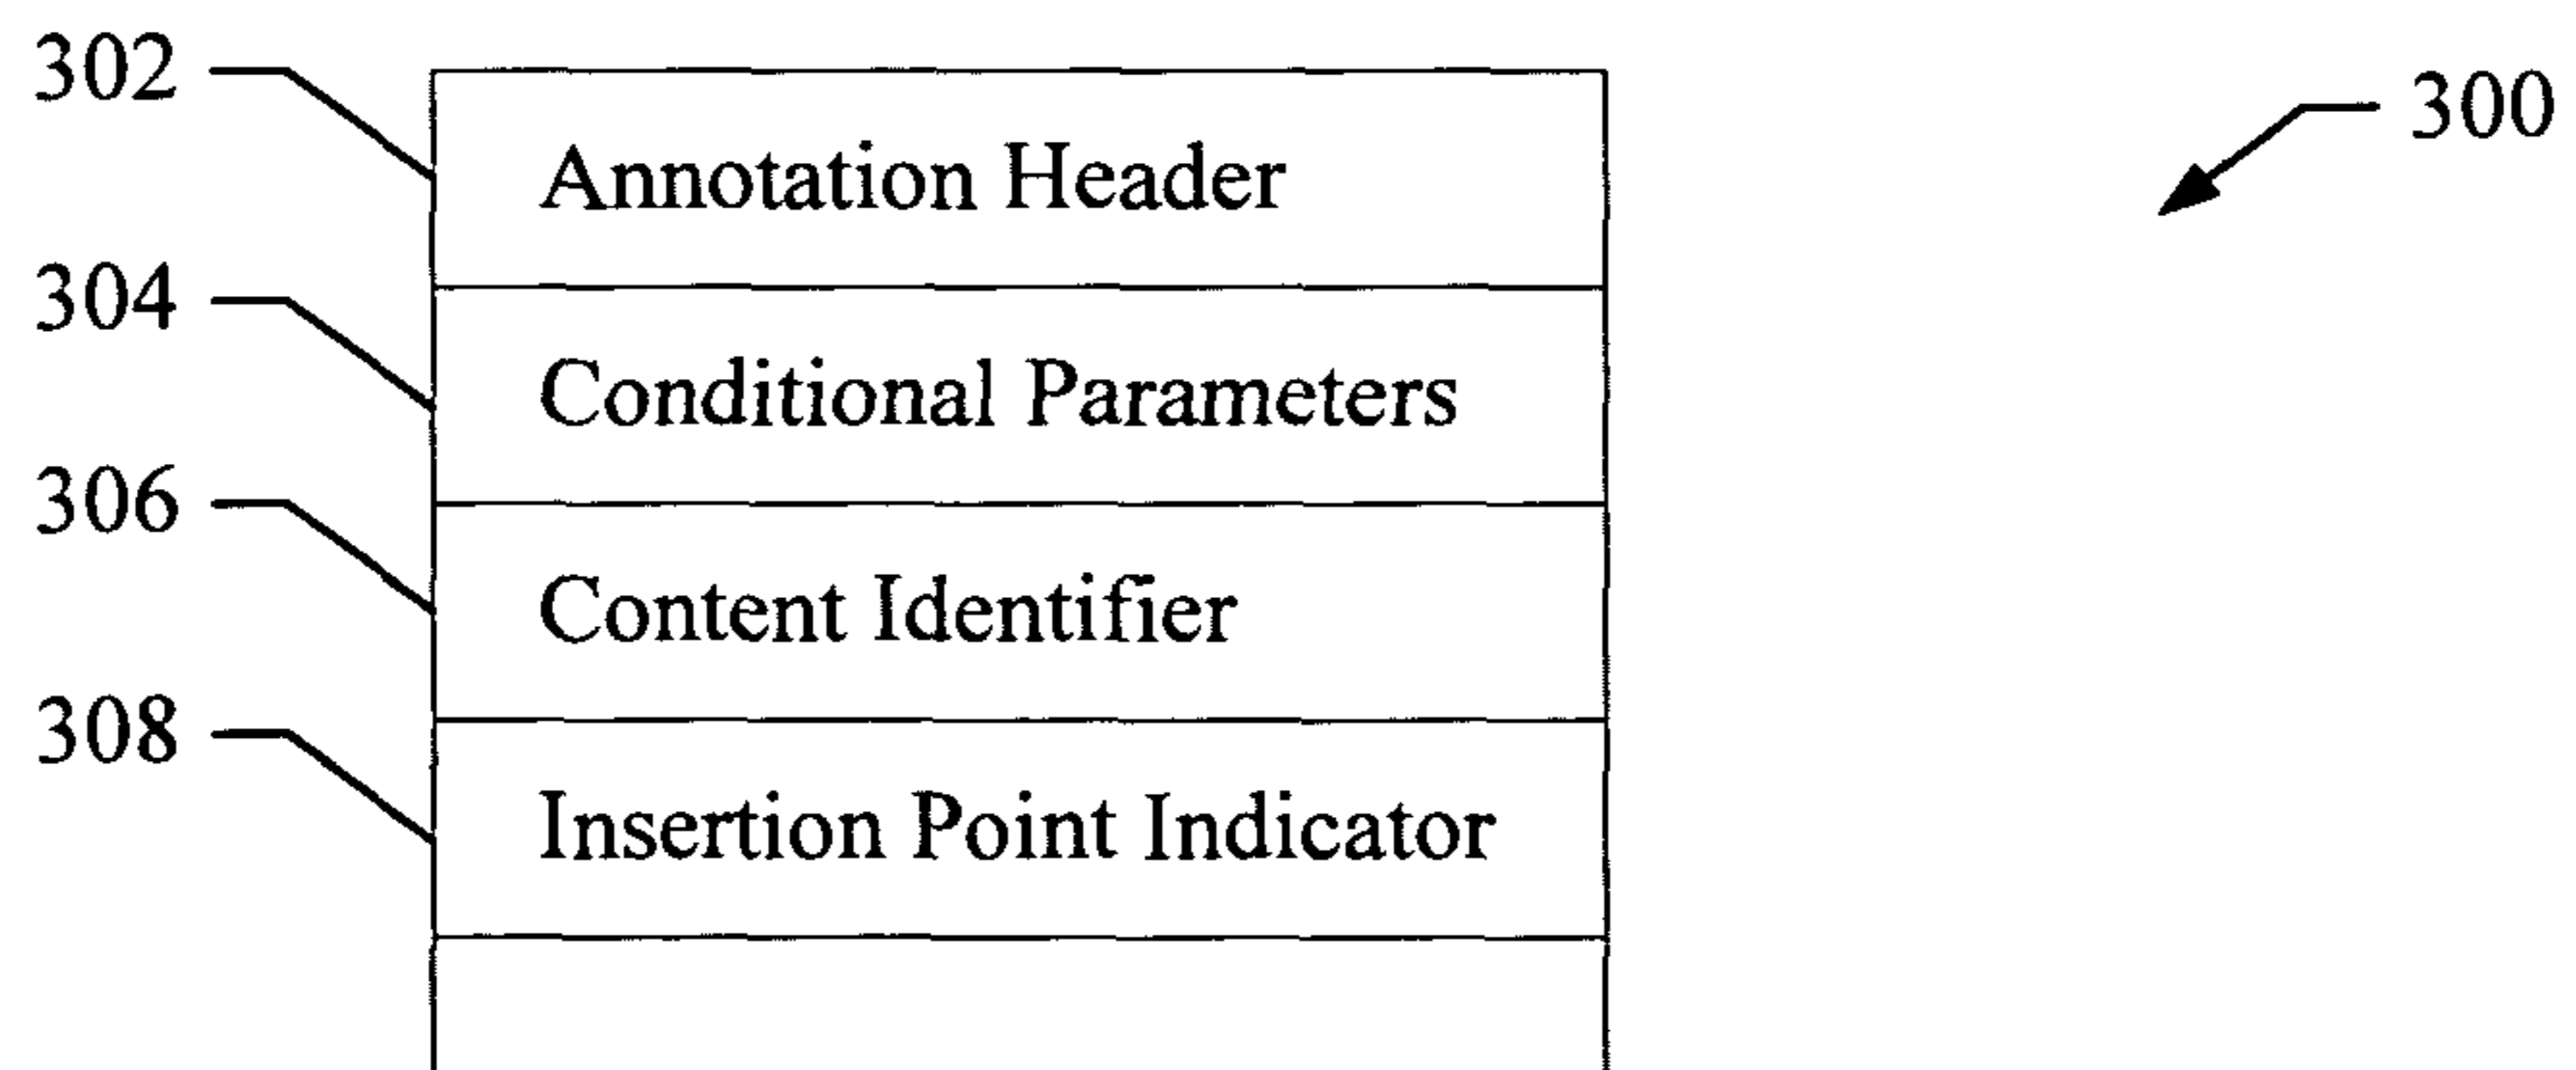 302
Annotation Header
300
304
Conditional Parameters
306
Content Identifier
308
Insertion Point Indicator